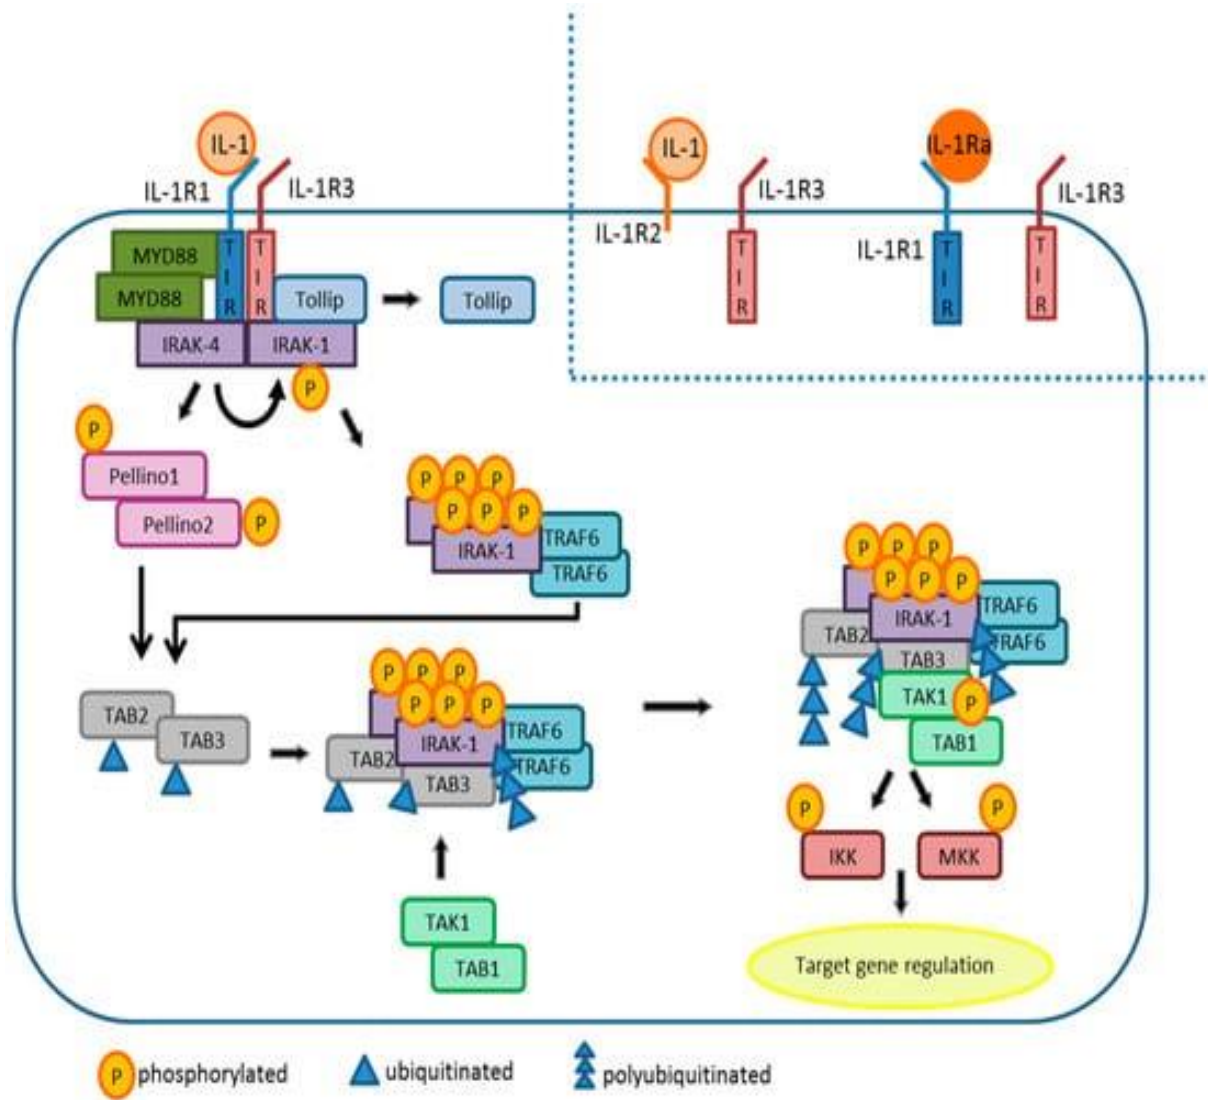 IL-1
IL-1R1
IL-1R3
IL-1
IL-1R2
IL-1R3
IL-1Ra
IL-1R1
IL-1R3
MYD88
MYD88
T
I
R
T
I
R
Tollip
Tollip
IRAK-4
IRAK-1
P
T
I
R
T
I
R
T
I
R
P
Pellino1
Pellino2
P
P P P
P P P
IRAK-1
TRAF6
TRAF6
TAB2
TAB3
P P P
P P P
IRAK-1
TRAF6
TRAF6
TAB2
TAB3
TAK1
TAB1
P P P
P P P
IRAK-1
TRAF6
TRAF6
TAB2
TAB3
TAK1
P
TAB1
P
IKK
P
MKK
Target gene regulation
P phosphorylated
ubiquitinated
polyubiquitinated